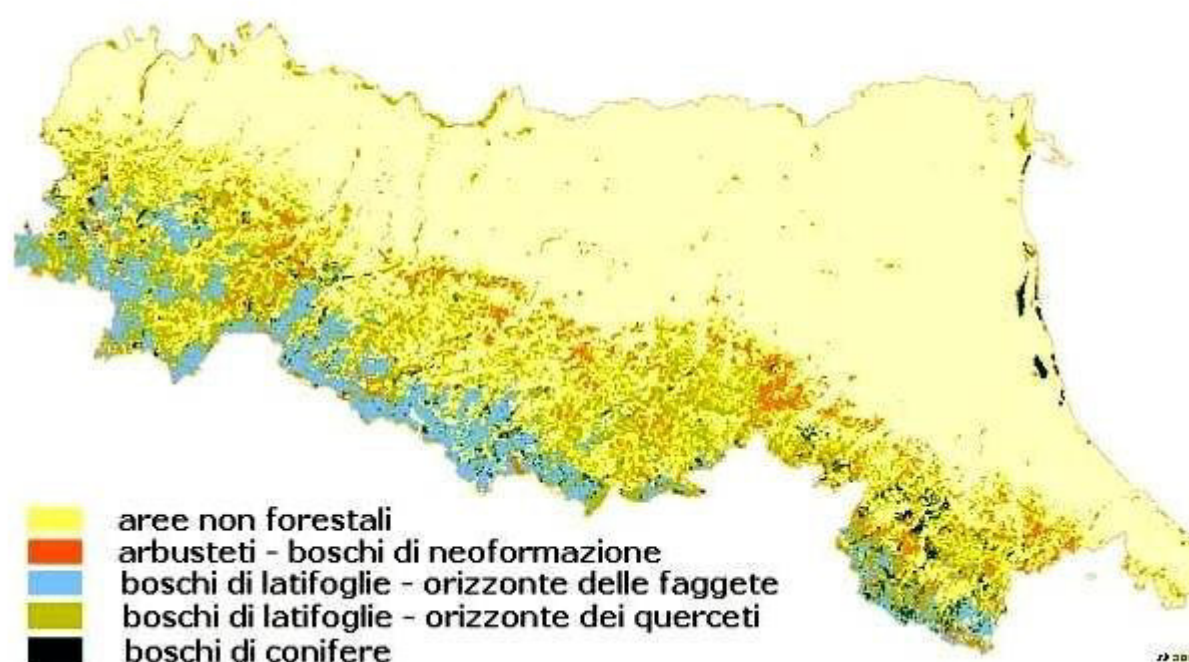 aree non forestali
arbusteti - boschi di neoformazione
boschi di latifoglie - orizzonte delle faggete
boschi di latifoglie - orizzonte dei querceti
boschi di conifere